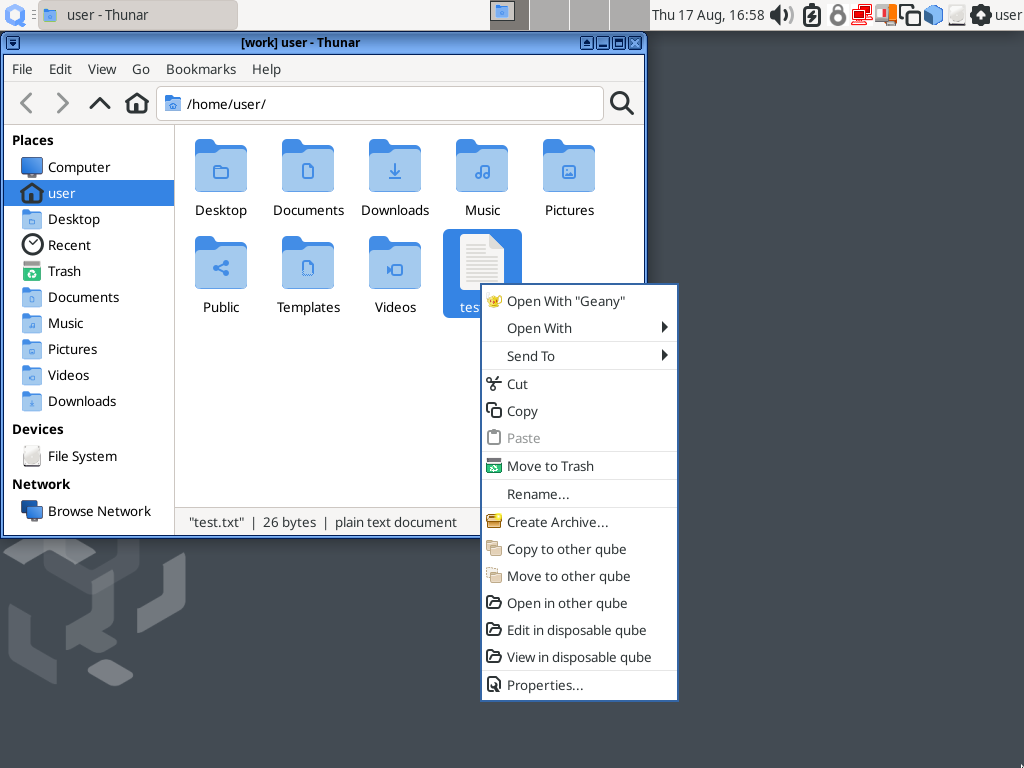 user - Thunar
Thu 17 Aug, 16:58
user
[work] user - Thunar
File Edit View Go Bookmarks Help
/home/user/
Places
Computer
user
Desktop
Recent
Trash
Documents
Music
Pictures
Videos
Downloads
Devices
File System
Network
Browse Network
Desktop Documents Downloads Music Pictures
Public Templates Videos
"test.txt" | 26 bytes | plain text document
Open With "Geany"
Open With
Send To
Cut
Copy
Paste
Move to Trash
Rename...
Create Archive...
Copy to other qube
Move to other qube
Open in other qube
Edit in disposable qube
View in disposable qube
Properties...